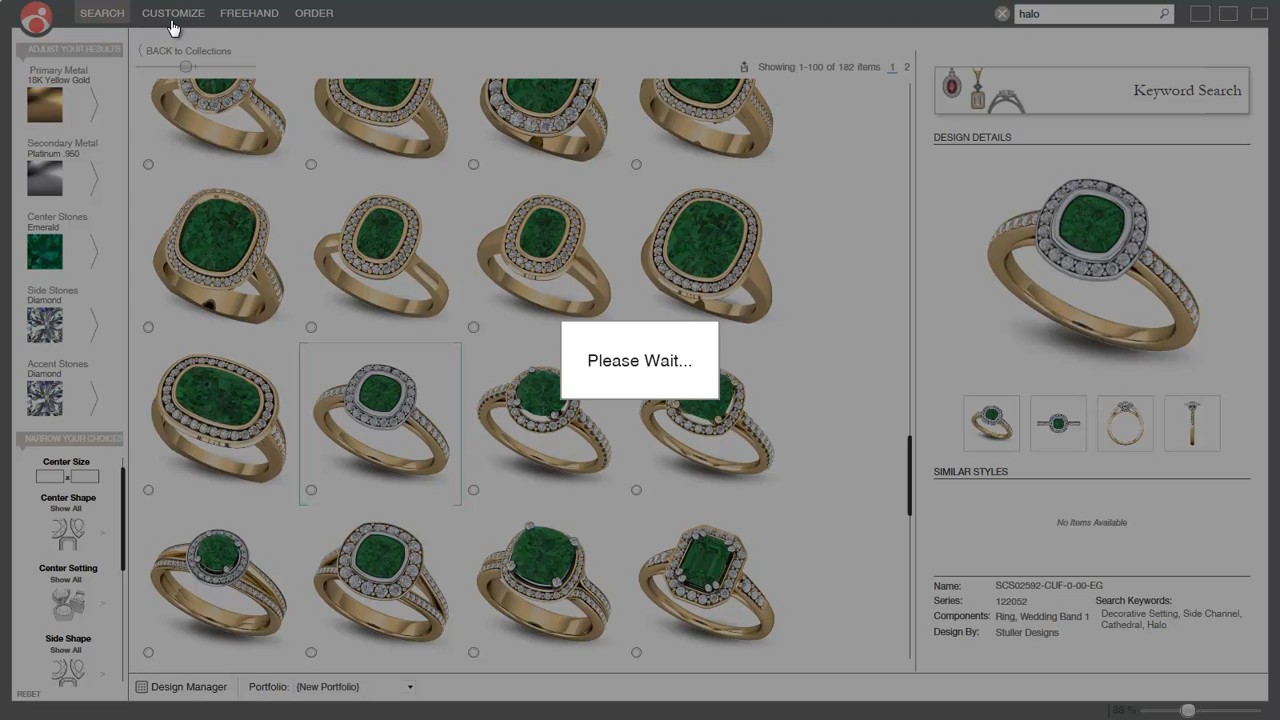 SEARCH CUSTOMIZE FREEHAND ORDER
halo
ADJUST YOUR RESULTS
Primary Metal
18K Yellow Gold
Secondary Metal
Platinum .950
Center Stones
Emerald
Side Stones
Diamond
Accent Stones
Diamond
NARROW YOUR CHOICES
Center Size
x
Center Shape
Show All
Center Setting
Show All
Side Shape
Show All
RESET
BACK to Collections
Showing 1-100 of 182 items 1 2
Please Wait...
Design Manager Portfolio: {New Portfolio}
Keyword Search
DESIGN DETAILS
SIMILAR STYLES
No Items Available
Name: SCS02592-CUF-0-00-EG
Series: 122052
Components: Ring, Wedding Band 1
Design By: Stuller Designs
Search Keywords:
Decorative Setting, Side Channel,
Cathedral, Halo